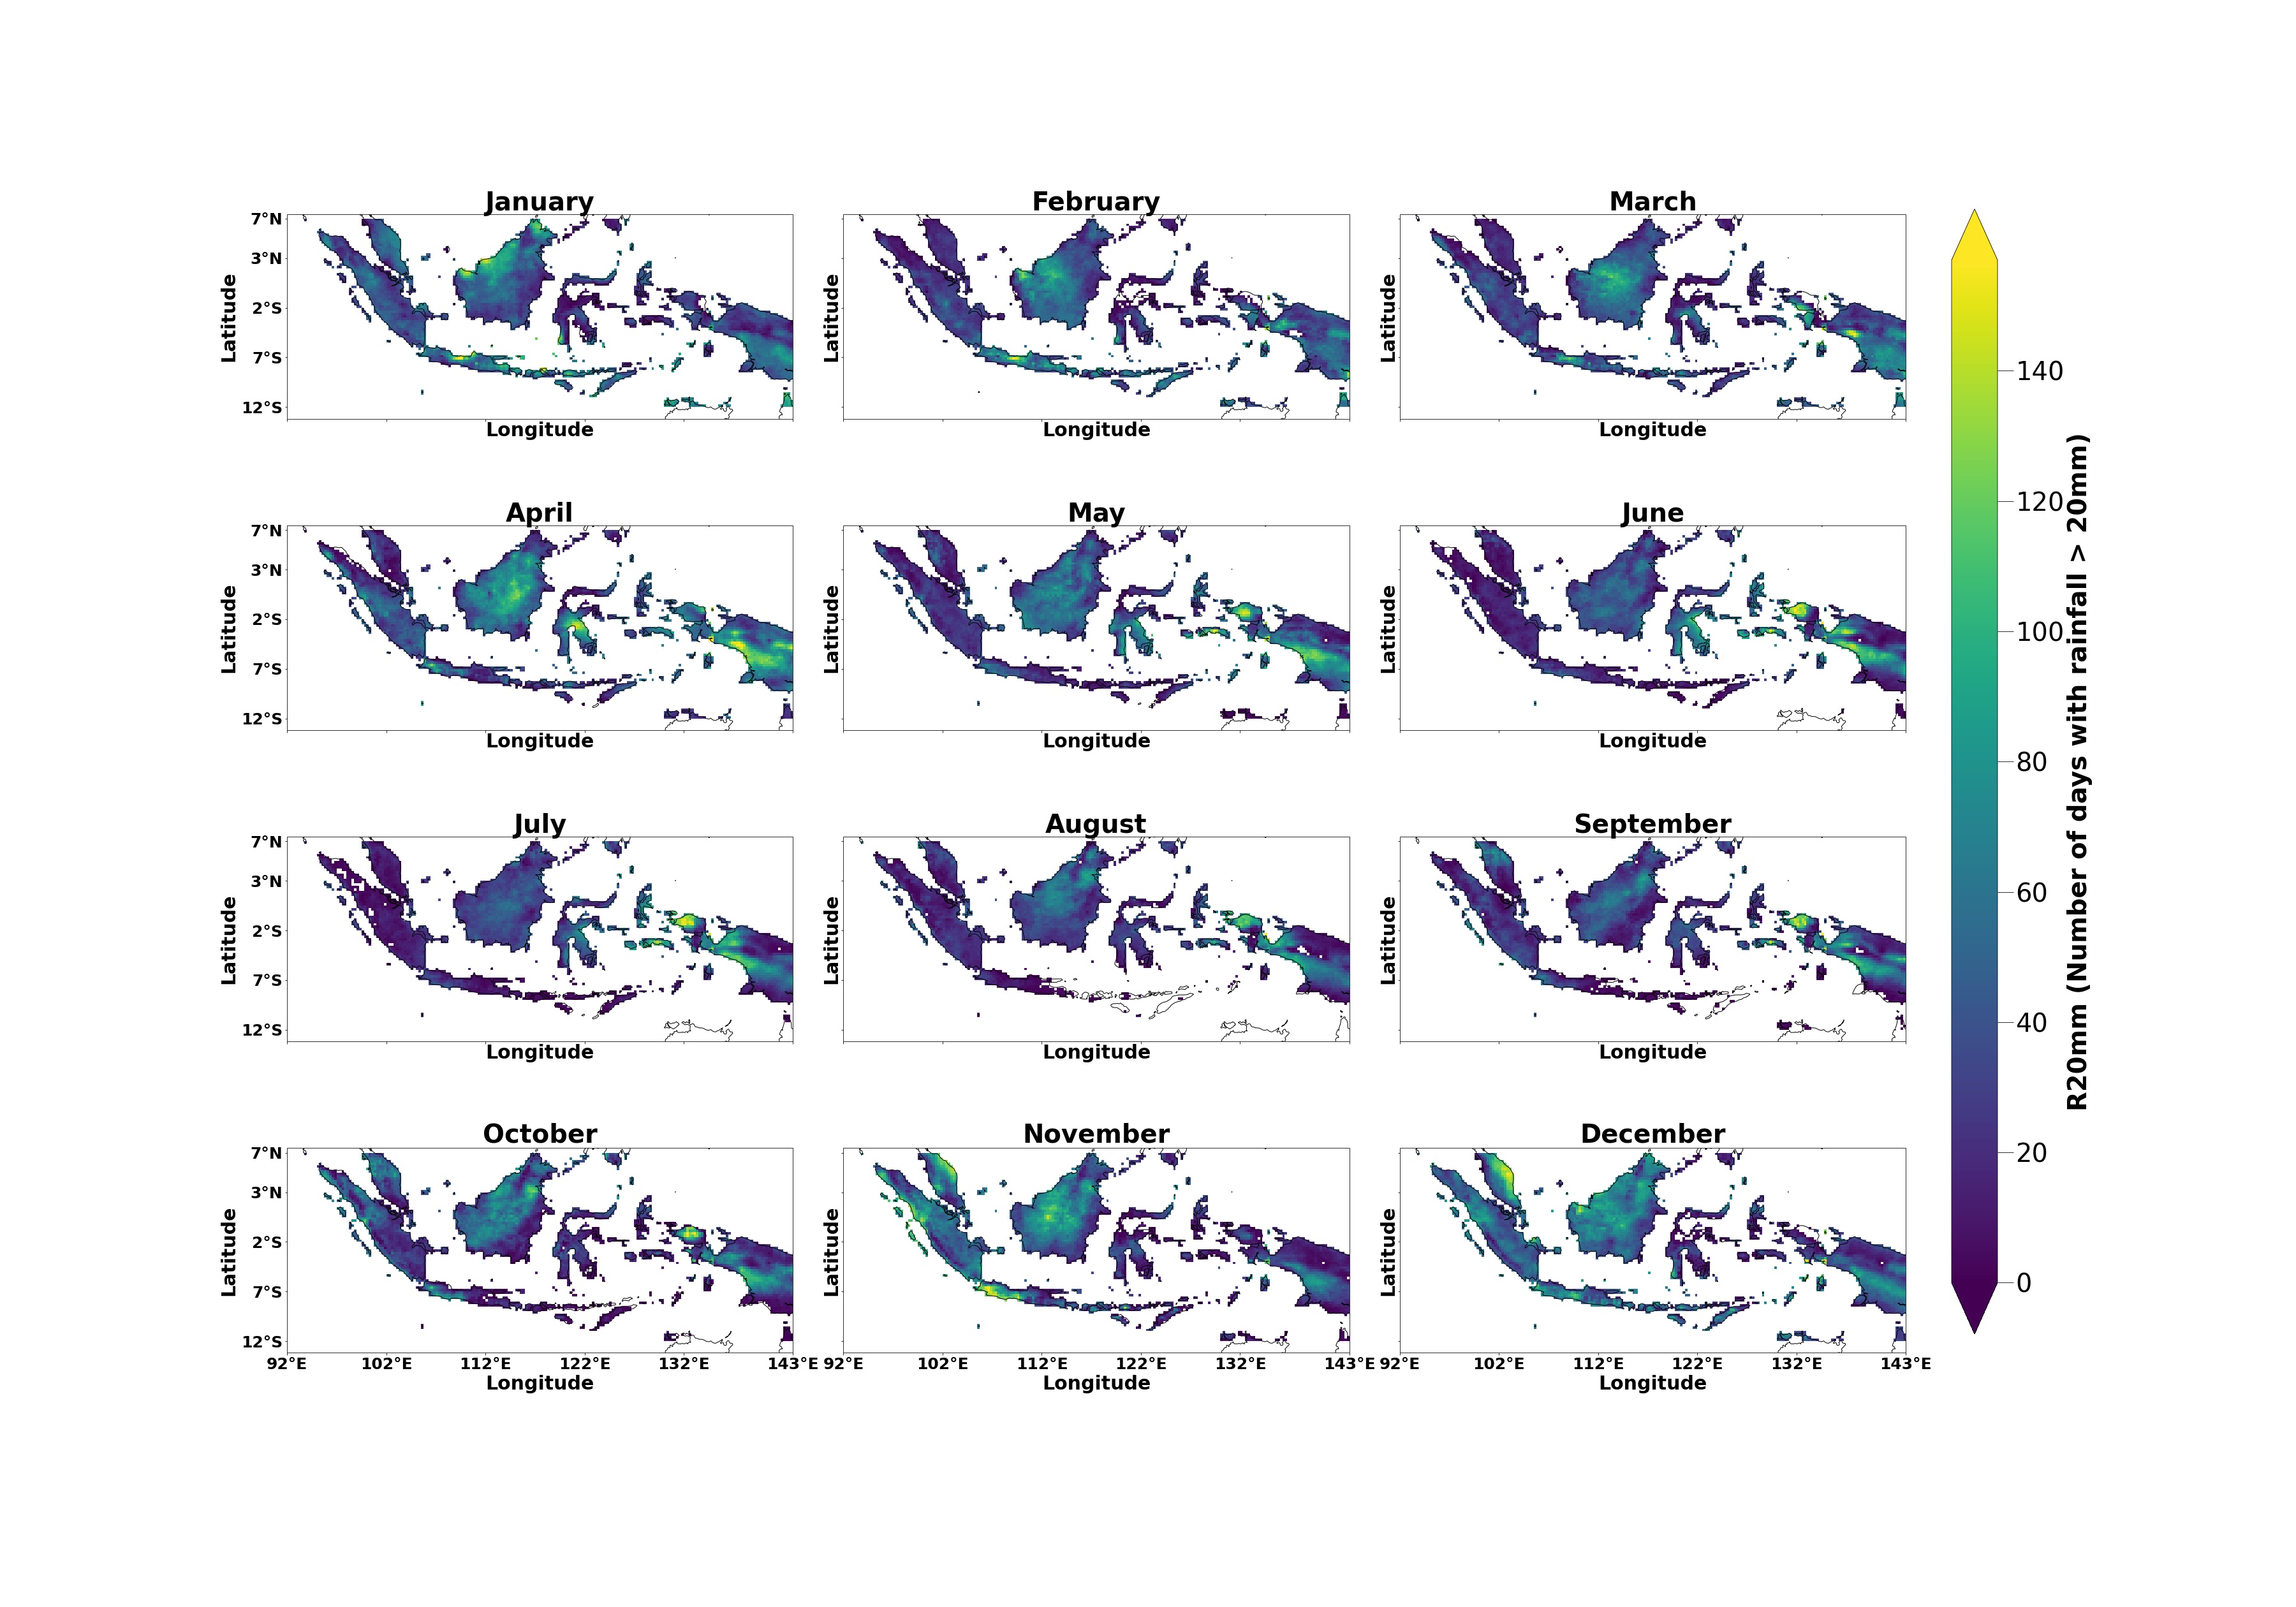 January
February
March
7°N
3°N
2°S
7°S
12°S
Latitude
Latitude
Latitude
Longitude
Longitude
Longitude
April
May
June
7°N
3°N
2°S
7°S
12°S
Latitude
Latitude
Latitude
Longitude
Longitude
Longitude
July
August
September
7°N
3°N
2°S
7°S
12°S
Latitude
Latitude
Latitude
Longitude
Longitude
Longitude
October
November
December
7°N
3°N
2°S
7°S
12°S
Latitude
Latitude
Latitude
92°E 102°E 112°E 122°E 132°E 143°E
92°E 102°E 112°E 122°E 132°E 143°E
92°E 102°E 112°E 122°E 132°E 143°E
Longitude
Longitude
Longitude
140
120
100
80
60
40
20
0
R20mm (Number of days with rainfall > 20mm)